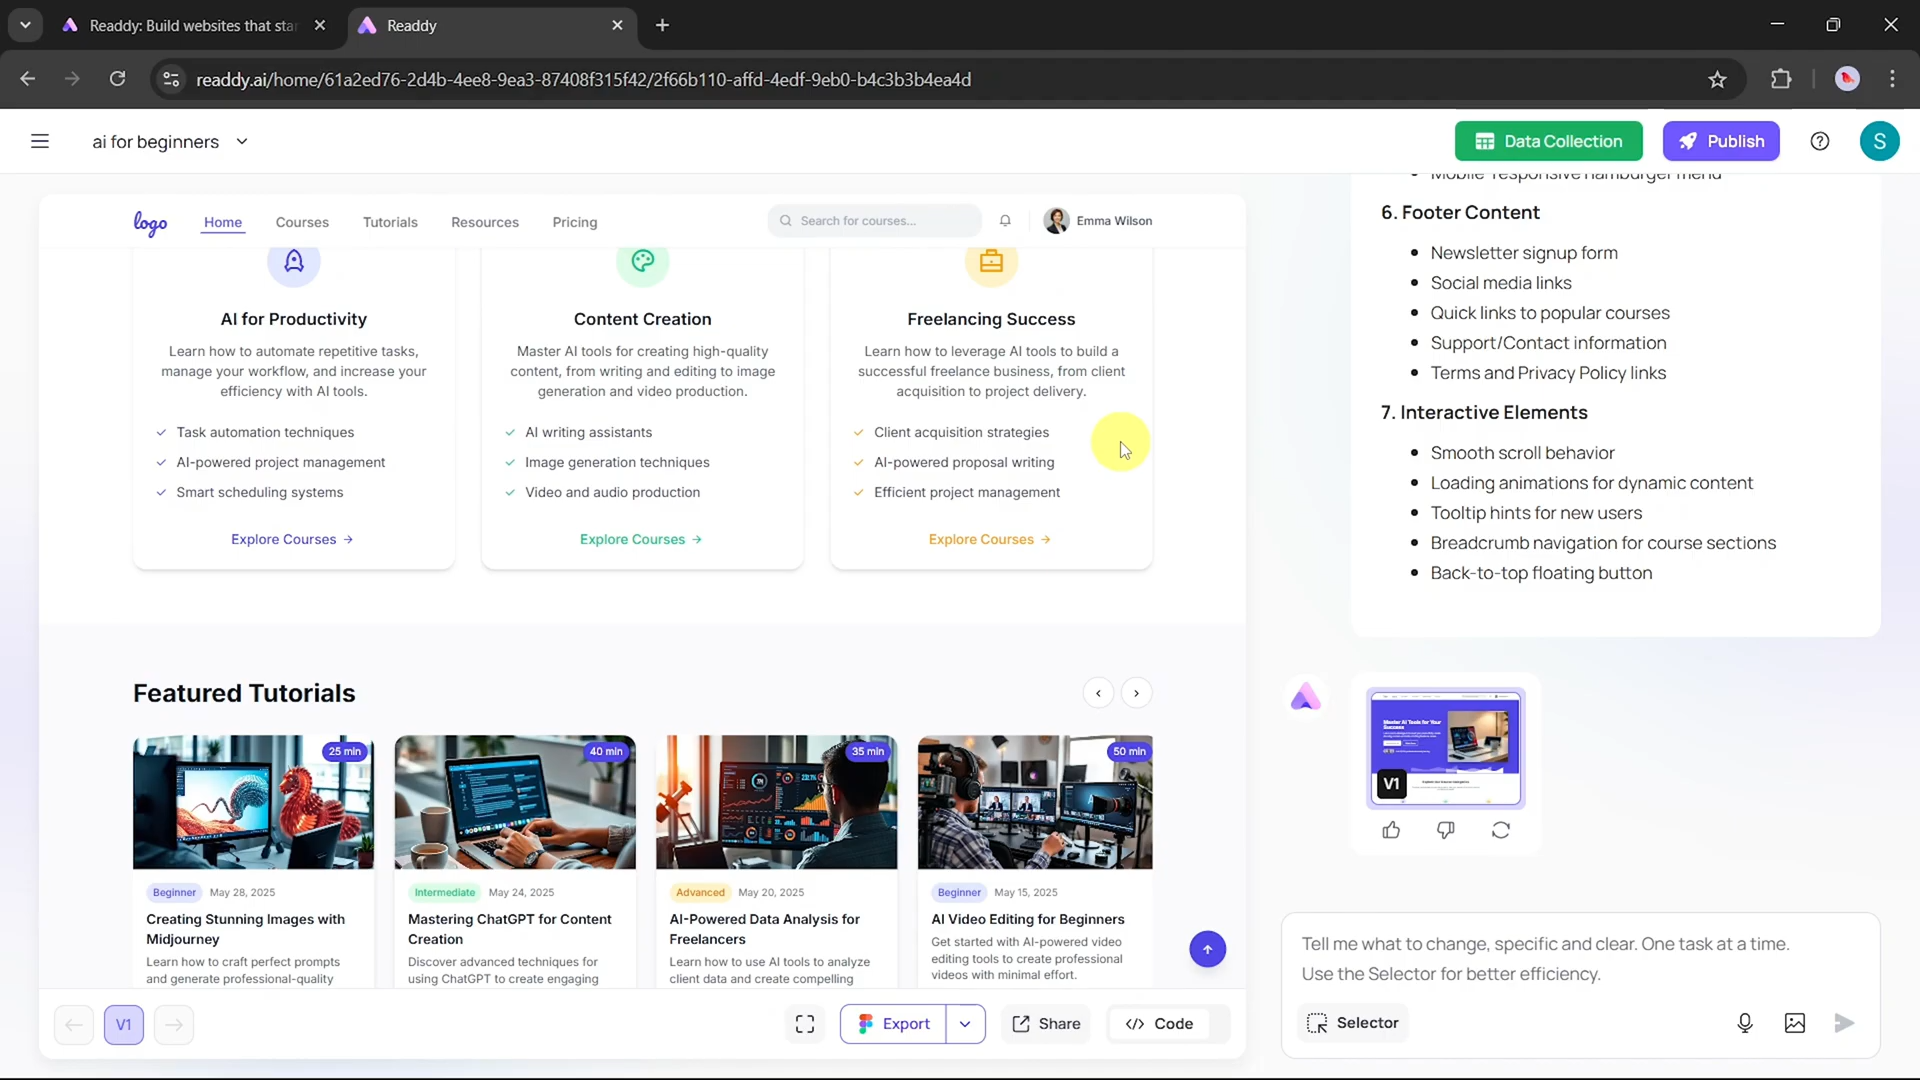 Readdy: Build websites that star
Readdy
readdy.ai/home/61a2ed76-2d4b-4ee8-9ea3-87408f315f42/2f66b110-affd-4edf-9eb0-b4c3b3b4ea4d
ai for beginners
Data Collection
Publish
S
logo
Home
Courses
Tutorials
Resources
Pricing
Search for courses...
Emma Wilson
AI for Productivity
Learn how to automate repetitive tasks,
manage your workflow, and increase your
efficiency with AI tools.
Task automation techniques
AI-powered project management
Smart scheduling systems
Explore Courses →
Content Creation
Master AI tools for creating high-quality
content, from writing and editing to image
generation and video production.
AI writing assistants
Image generation techniques
Video and audio production
Explore Courses →
Freelancing Success
Learn how to leverage AI tools to build a
successful freelance business, from client
acquisition to project delivery.
Client acquisition strategies
AI-powered proposal writing
Efficient project management
Explore Courses →
Featured Tutorials
25 min
Beginner May 28, 2025
Creating Stunning Images with
Midjourney
Learn how to craft perfect prompts
and generate professional-quality
40 min
Intermediate May 24, 2025
Mastering ChatGPT for Content
Creation
Discover advanced techniques for
using ChatGPT to create engaging
35 min
Advanced May 20, 2025
AI-Powered Data Analysis for
Freelancers
Learn how to use AI tools to analyze
client data and create compelling
50 min
Beginner May 15, 2025
AI Video Editing for Beginners
Get started with AI-powered video
editing tools to create professional
videos with minimal effort.
V1
Export
Share
Code
Mobile-responsive hamburger menu
6. Footer Content
Newsletter signup form
Social media links
Quick links to popular courses
Support/Contact information
Terms and Privacy Policy links
7. Interactive Elements
Smooth scroll behavior
Loading animations for dynamic content
Tooltip hints for new users
Breadcrumb navigation for course sections
Back-to-top floating button
Master AI Tools for Your
Success
V1
Tell me what to change, specific and clear. One task at a time.
Use the Selector for better efficiency.
Selector